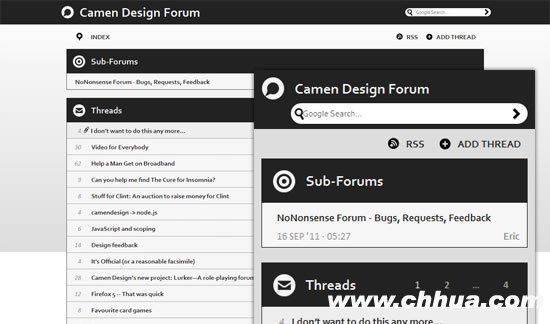 Camen Design Forum
Google Search...
INDEX
RSS
ADD THREAD
Sub-Forums
NoNonsense Forum - Bugs, Requests, Feedback
Threads
4 I don't want to do this any more...
30 Video for Everybody
62 Help a Man Get on Broadband
9 Can you help me find The Cure for Insomnia?
8 Stuff for Clint: An auction to raise money for Clint
4 camendesign -> node.js
6 JavaScript and scoping
14 Design feedback
4 It's Official (or a reasonable facsimile)
28 Camen Design's new project: Lurker—A role-playing forum
12 Firefox 5 -- That was quick
8 Favourite card games
Camen Design Forum
Google Search...
RSS
ADD THREAD
Sub-Forums
NoNonsense Forum - Bugs, Requests, Feedback
16 SEP '11 · 05:27
Eric
Threads
1 2 ... 4
4 I don't want to do this any more...
www.chhua.com